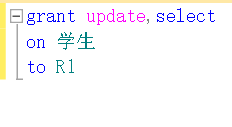 grant update,select
on 学生
to R1